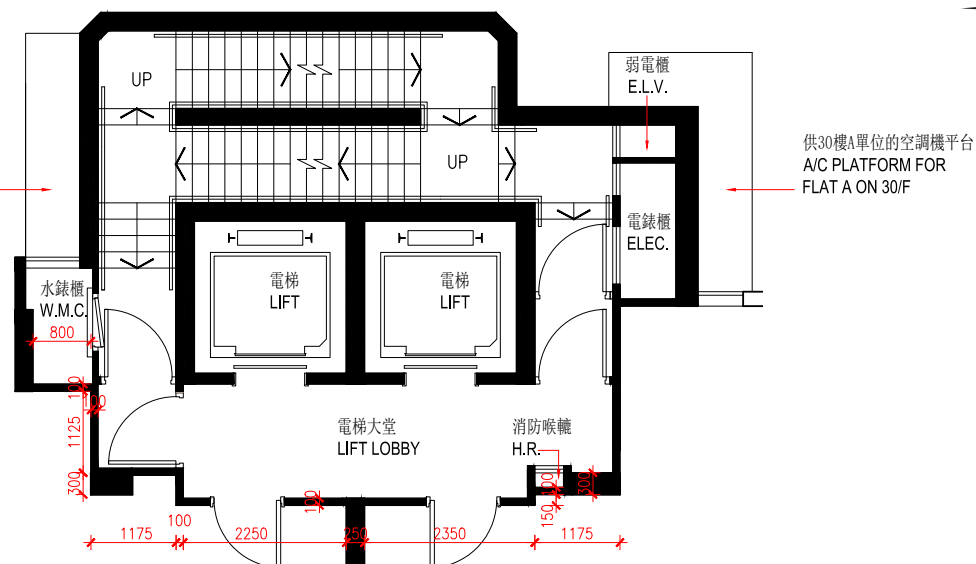 UP
弱電櫃
E.L.V.
供30樓A單位的空調機平台
A/C PLATFORM FOR
FLAT A ON 30/F
UP
電錶櫃
ELEC.
水錶櫃
W.M.C.
電梯
LIFT
電梯
LIFT
800
100
100
1125
300
電梯大堂
LIFT LOBBY
消防喉轆
H.R.
100
300
150
100
100
1175
2250
250
2350
1175